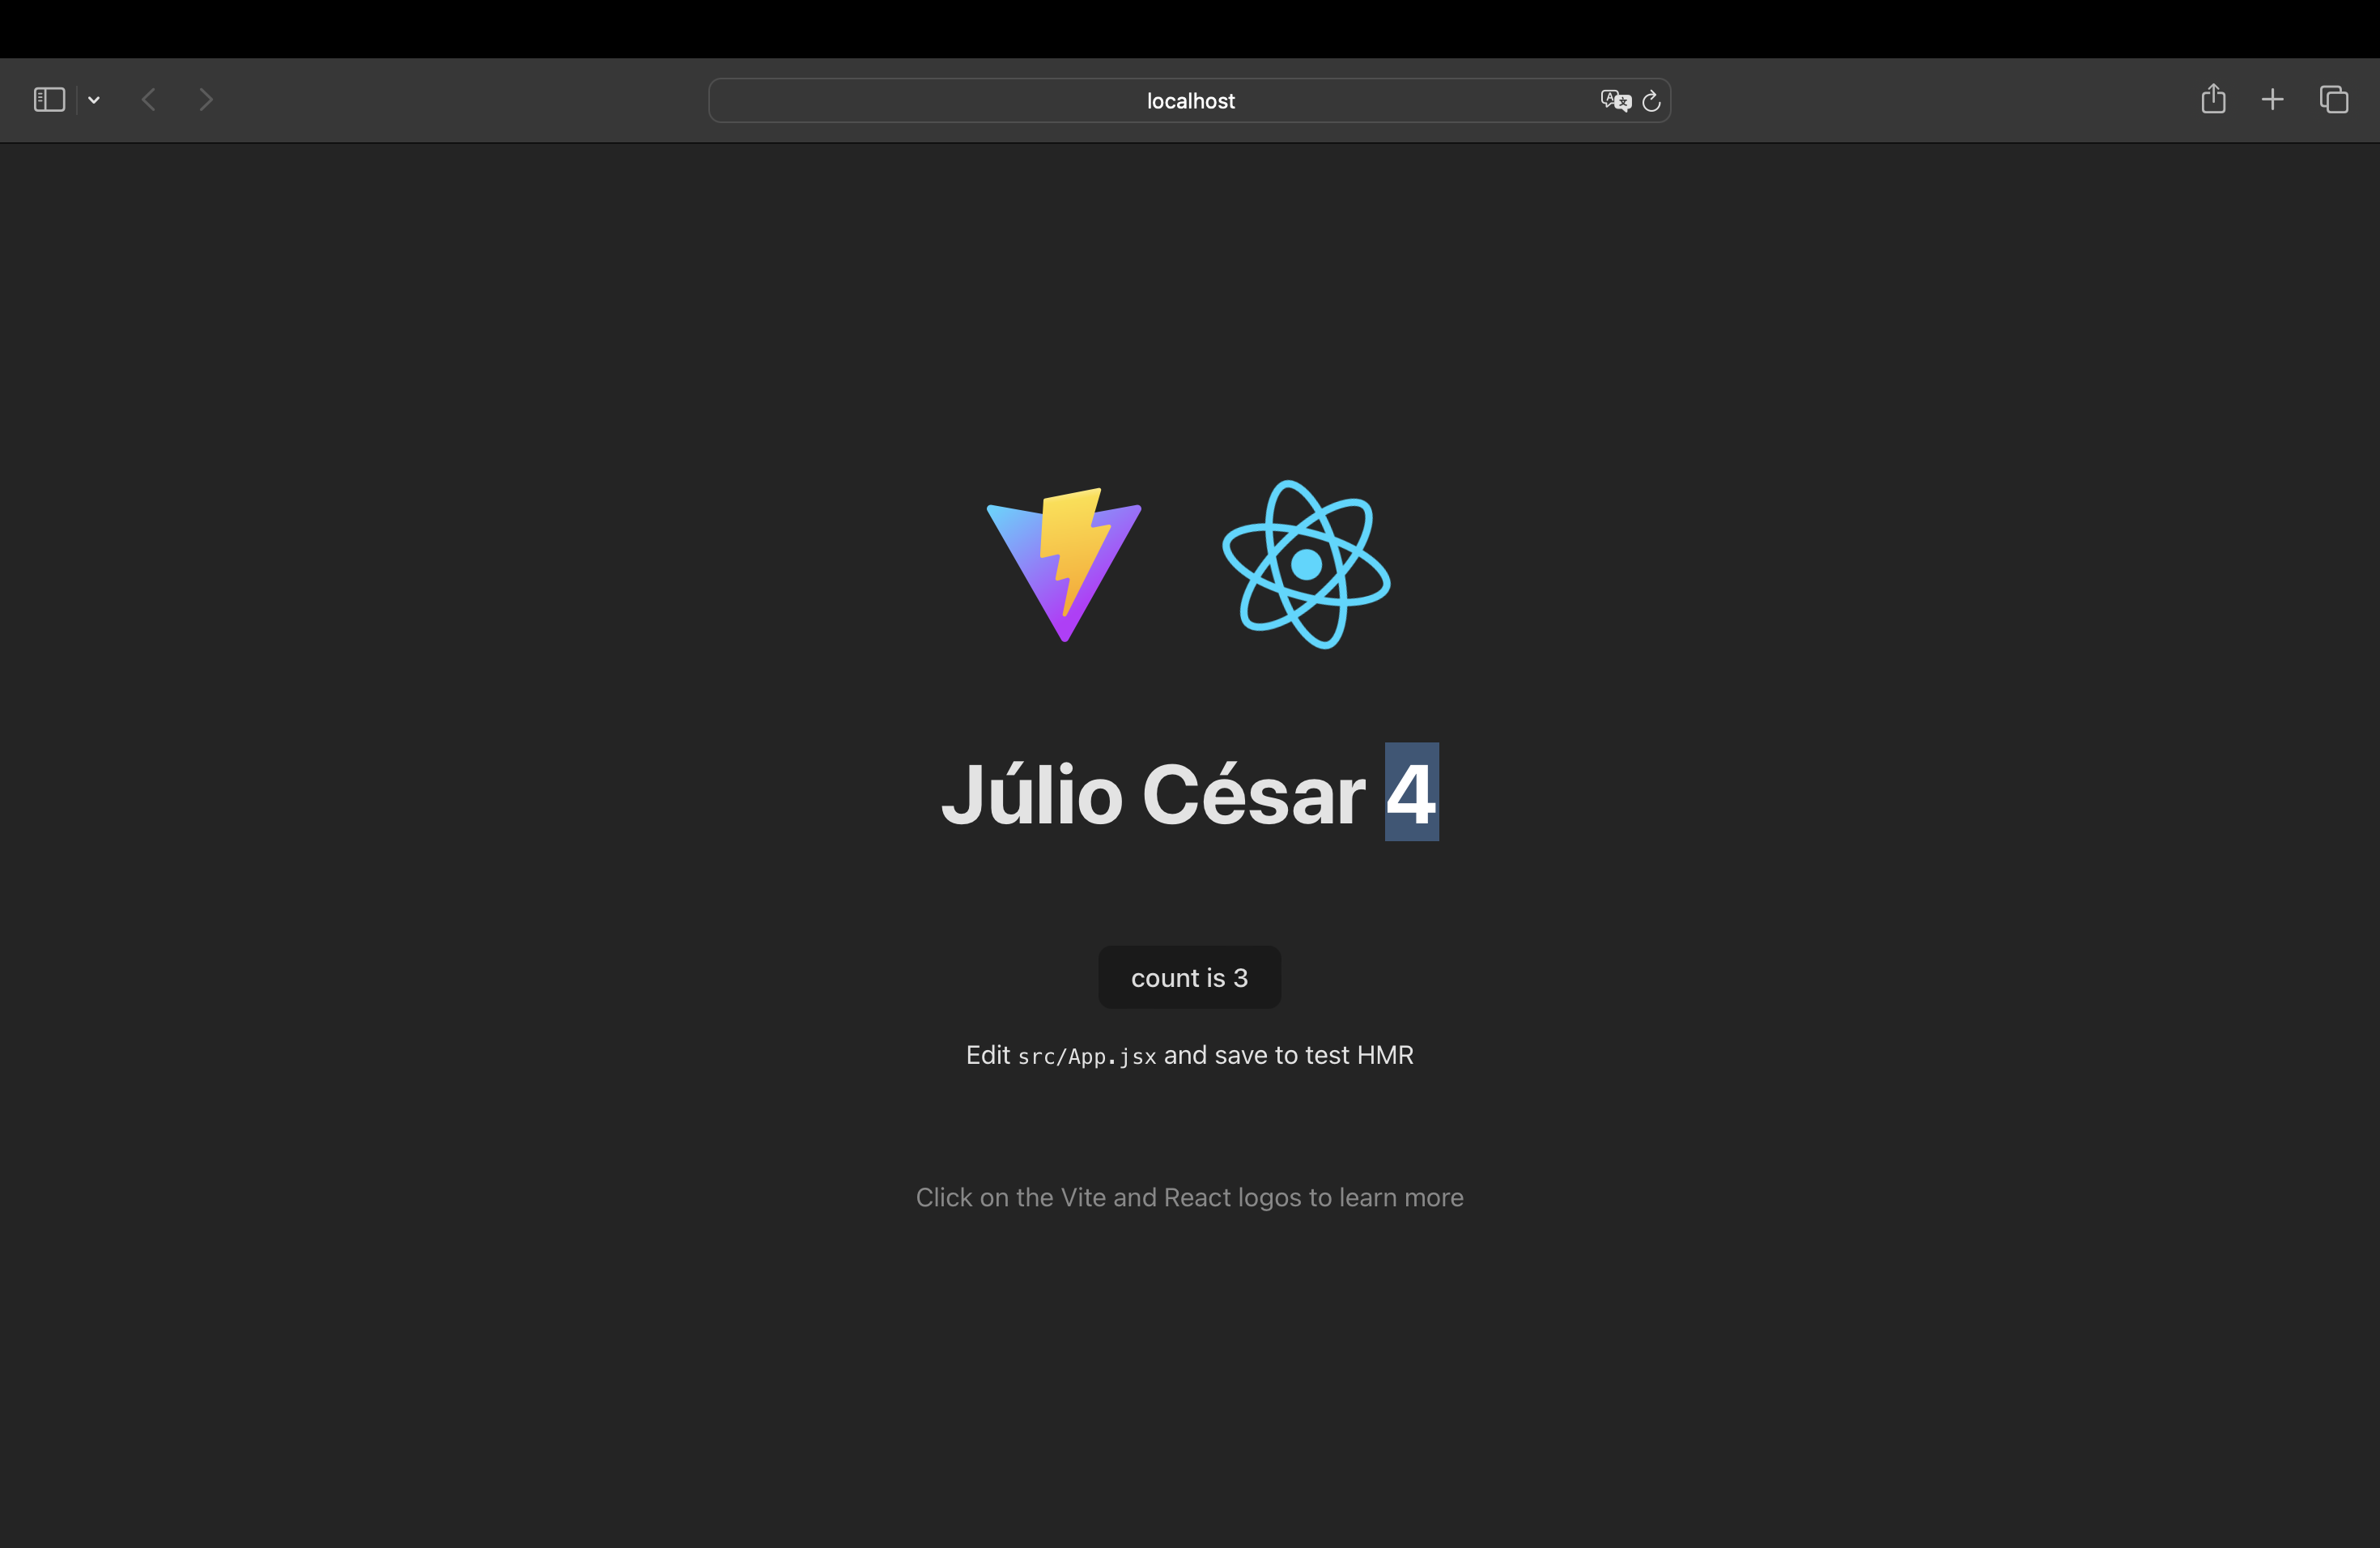 localhost
Júlio César 4
count is 3
Edit src/App.jsx and save to test HMR
Click on the Vite and React logos to learn more